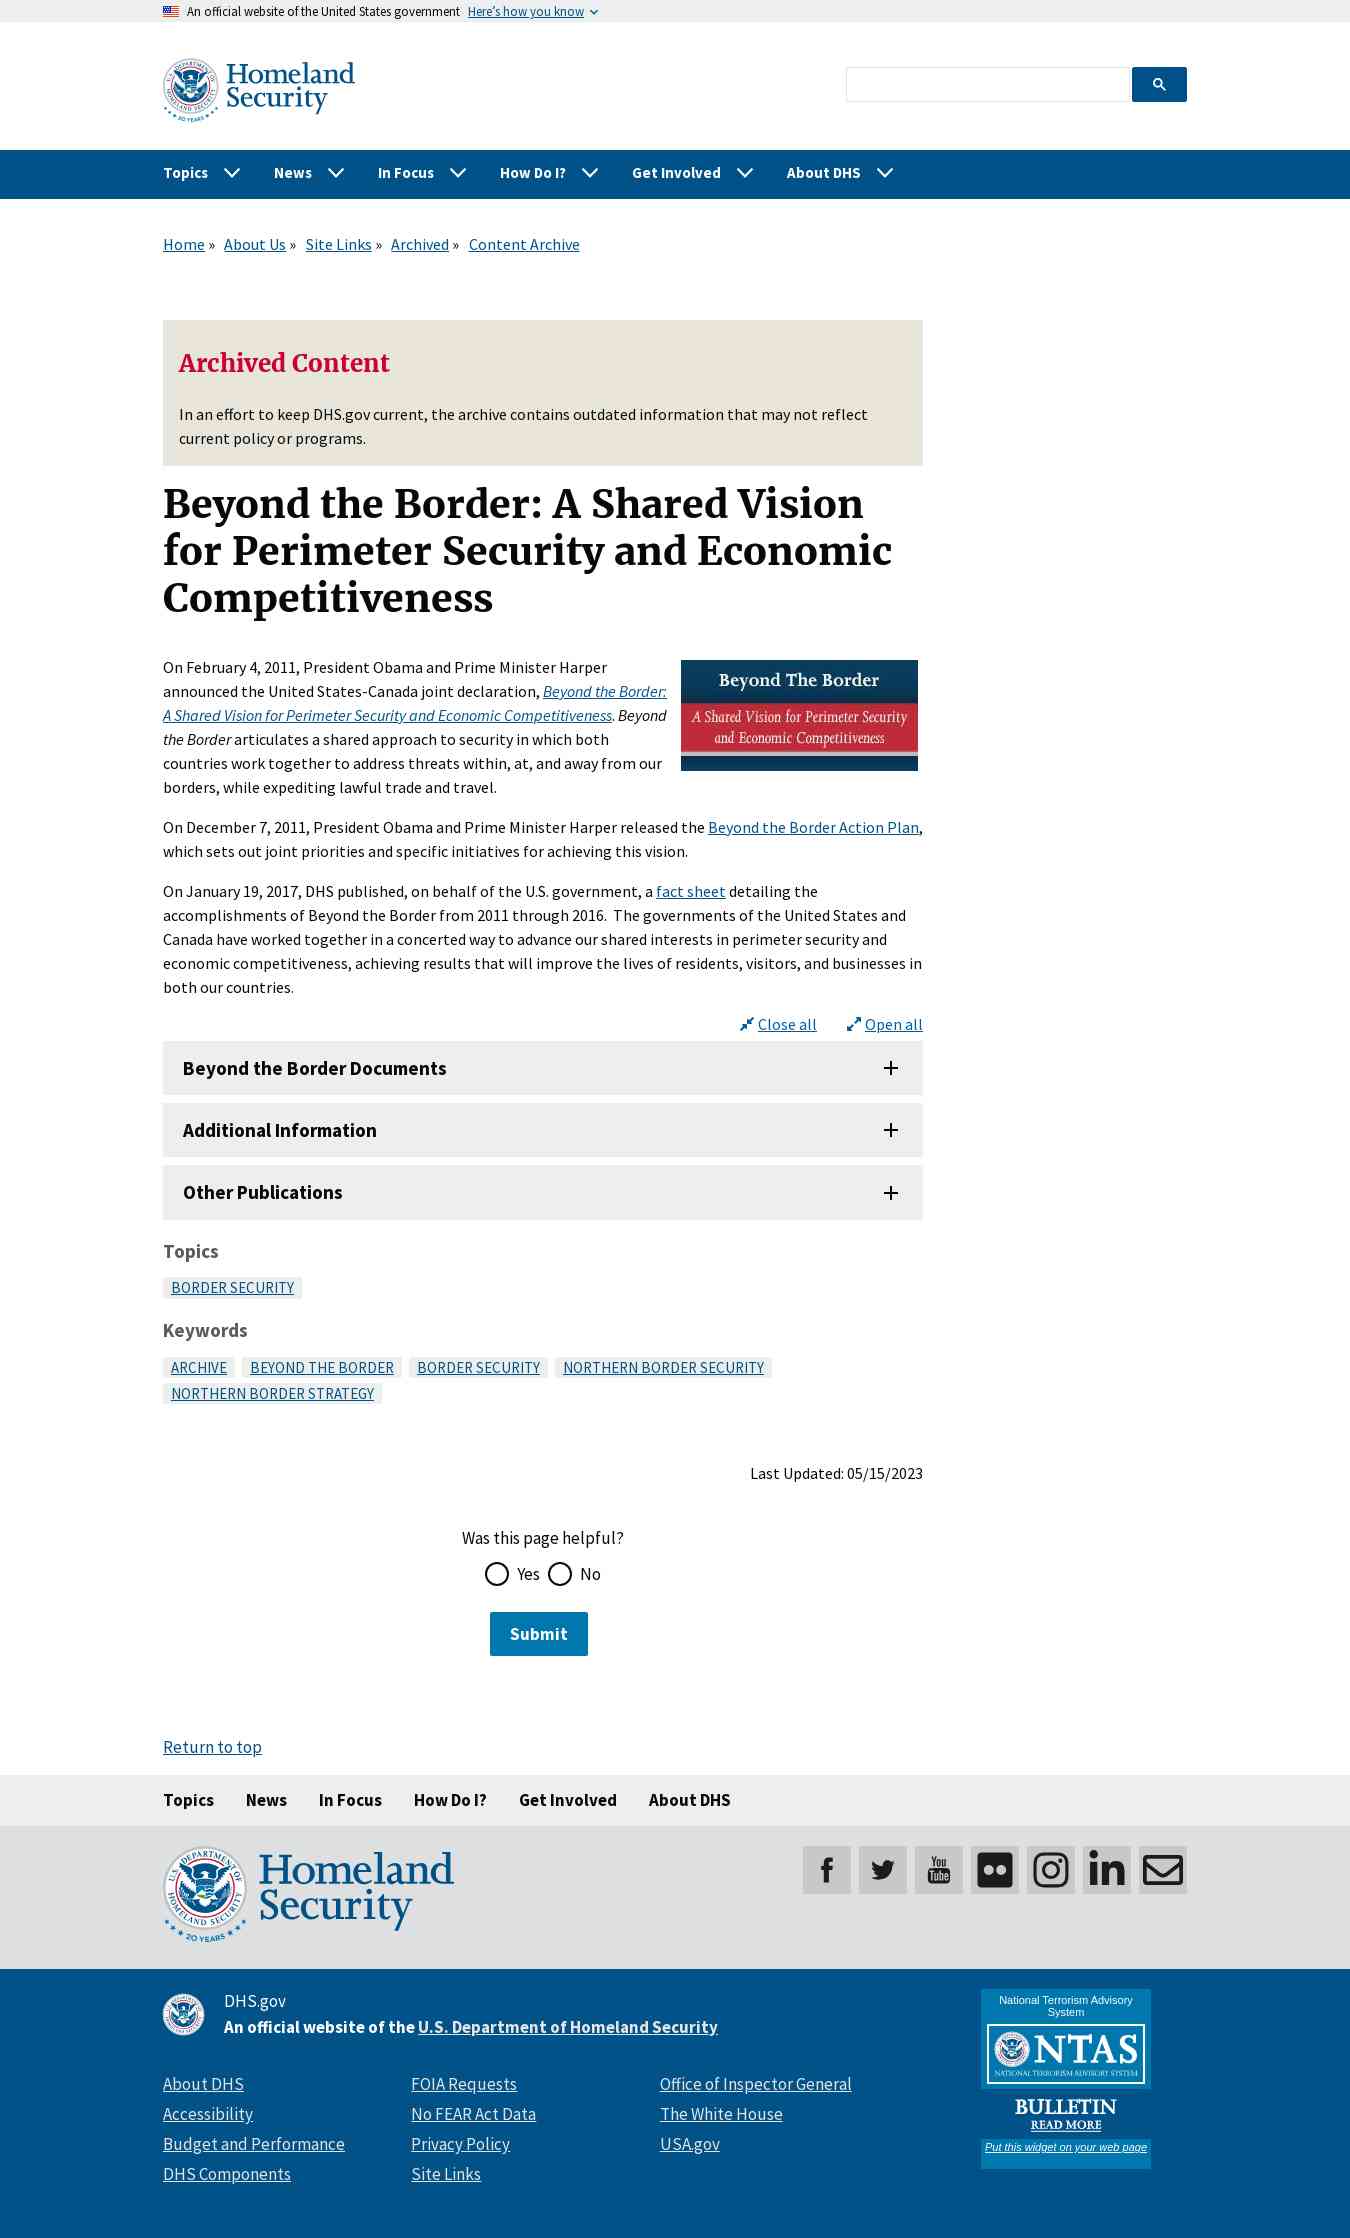 An official website of the United States government Here's how you know
U.S. DEPARTMENT OF HOMELAND SECURITY
20 YEARS
Homeland
Security
Topics News In Focus How Do I? Get Involved About DHS
Home » About Us » Site Links » Archived » Content Archive
Archived Content
In an effort to keep DHS.gov current, the archive contains outdated information that may not reflect
current policy or programs.
Beyond the Border: A Shared Vision
for Perimeter Security and Economic
Competitiveness
On February 4, 2011, President Obama and Prime Minister Harper
announced the United States-Canada joint declaration, Beyond the Border:
A Shared Vision for Perimeter Security and Economic Competitiveness. Beyond
the Border articulates a shared approach to security in which both
countries work together to address threats within, at, and away from our
borders, while expediting lawful trade and travel.
Beyond The Border
A Shared Vision for Perimeter Security
and Economic Competitiveness
On December 7, 2011, President Obama and Prime Minister Harper released the Beyond the Border Action Plan,
which sets out joint priorities and specific initiatives for achieving this vision.
On January 19, 2017, DHS published, on behalf of the U.S. government, a fact sheet detailing the
accomplishments of Beyond the Border from 2011 through 2016.  The governments of the United States and
Canada have worked together in a concerted way to advance our shared interests in perimeter security and
economic competitiveness, achieving results that will improve the lives of residents, visitors, and businesses in
both our countries.
Close all Open all
Beyond the Border Documents
Additional Information
Other Publications
Topics
BORDER SECURITY
Keywords
ARCHIVE BEYOND THE BORDER BORDER SECURITY NORTHERN BORDER SECURITY
NORTHERN BORDER STRATEGY
Last Updated: 05/15/2023
Was this page helpful?
Yes No
Submit
Return to top
Topics News In Focus How Do I? Get Involved About DHS
U.S. DEPARTMENT OF HOMELAND SECURITY
20 YEARS
Homeland
Security
You
Tube
DHS.gov
An official website of the U.S. Department of Homeland Security
About DHS FOIA Requests Office of Inspector General
Accessibility No FEAR Act Data The White House
Budget and Performance Privacy Policy USA.gov
DHS Components Site Links
National Terrorism Advisory
System
NTAS
NATIONAL TERRORISM ADVISORY SYSTEM
BULLETIN
READ MORE
Put this widget on your web page